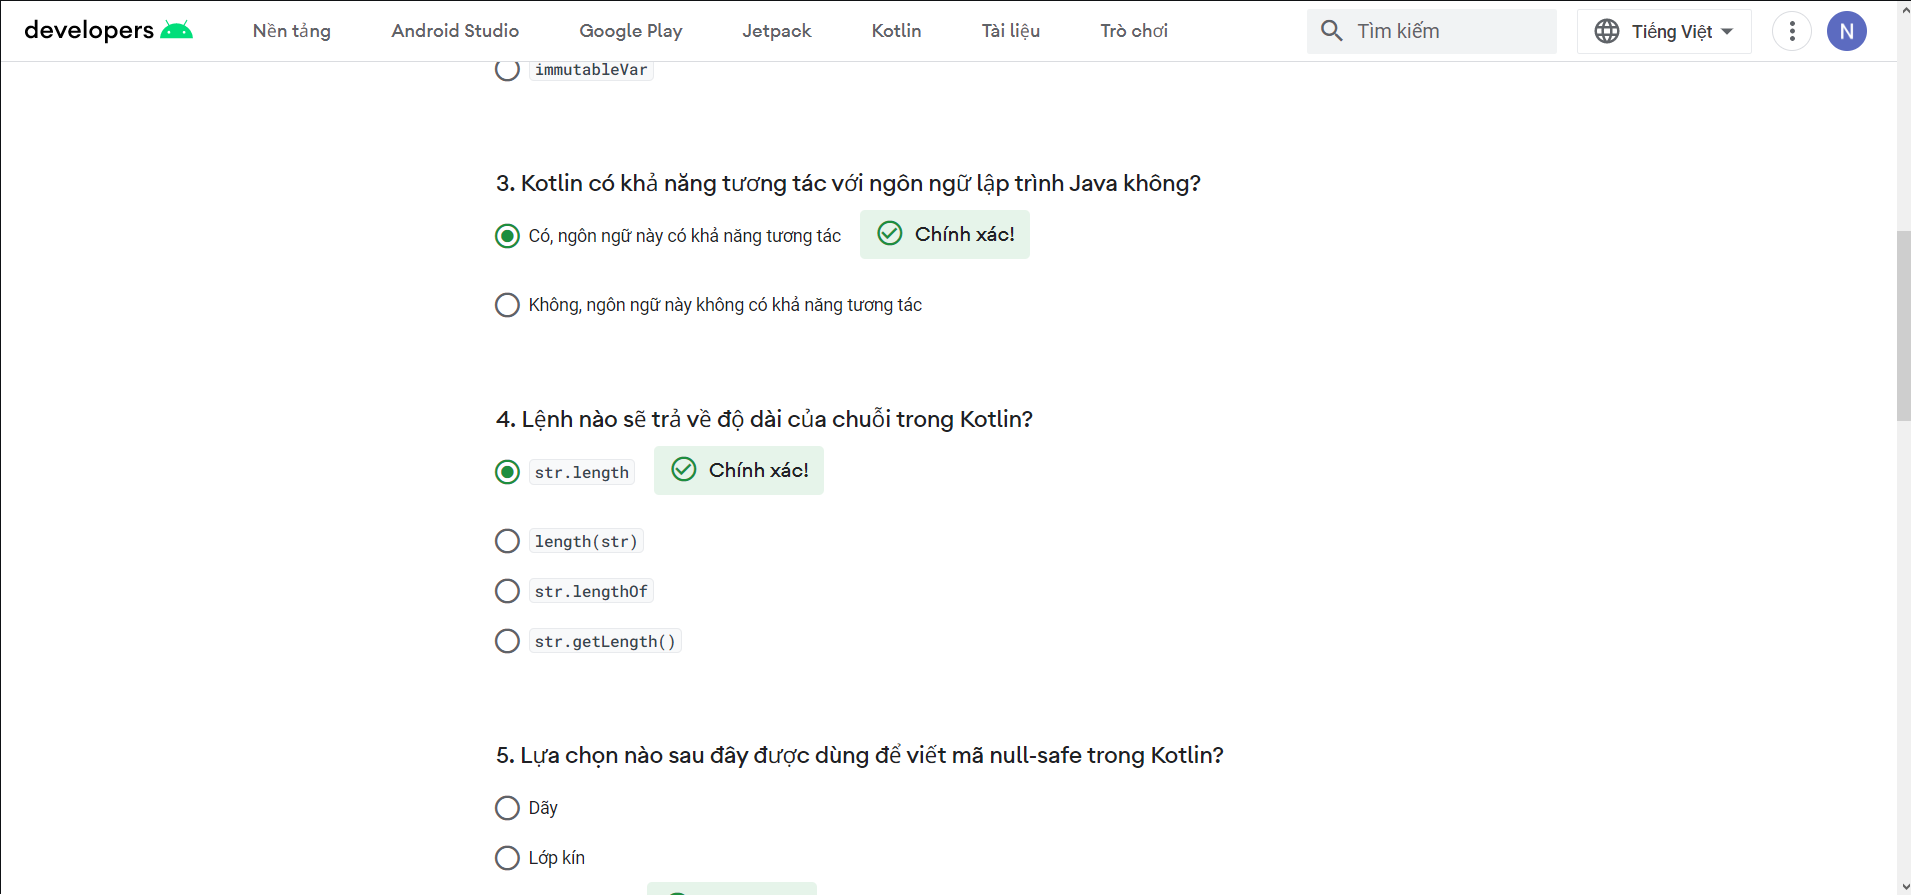 developers Nền tảng Android Studio Google Play Jetpack Kotlin Tài liệu Trò chơi Tìm kiếm Tiếng Việt N
immutableVar
3. Kotlin có khả năng tương tác với ngôn ngữ lập trình Java không?
Có, ngôn ngữ này có khả năng tương tác Chính xác!
Không, ngôn ngữ này không có khả năng tương tác
4. Lệnh nào sẽ trả về độ dài của chuỗi trong Kotlin?
str.length Chính xác!
length(str)
str.lengthOf
str.getLength()
5. Lựa chọn nào sau đây được dùng để viết mã null-safe trong Kotlin?
Dãy
Lớp kín